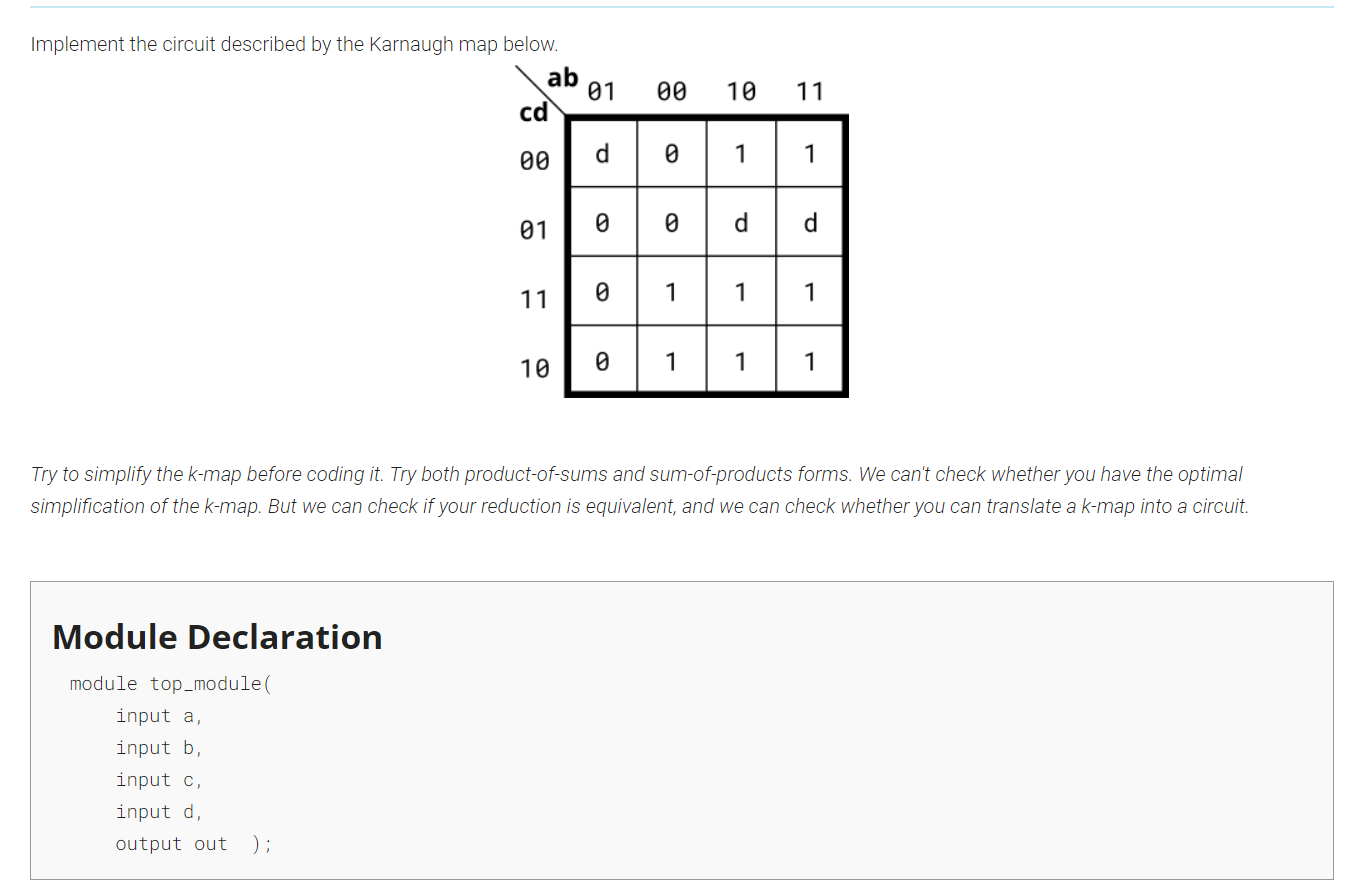 Implement the circuit described by the Karnaugh map below.
ab 01 00 10 11
cd
00 d 0 1 1
01 0 0 d d
11 0 1 1 1
10 0 1 1 1
Try to simplify the k-map before coding it. Try both product-of-sums and sum-of-products forms. We can't check whether you have the optimal
simplification of the k-map. But we can check if your reduction is equivalent, and we can check whether you can translate a k-map into a circuit.
Module Declaration
module top_module(
input a,
input b,
input c,
input d,
output out );